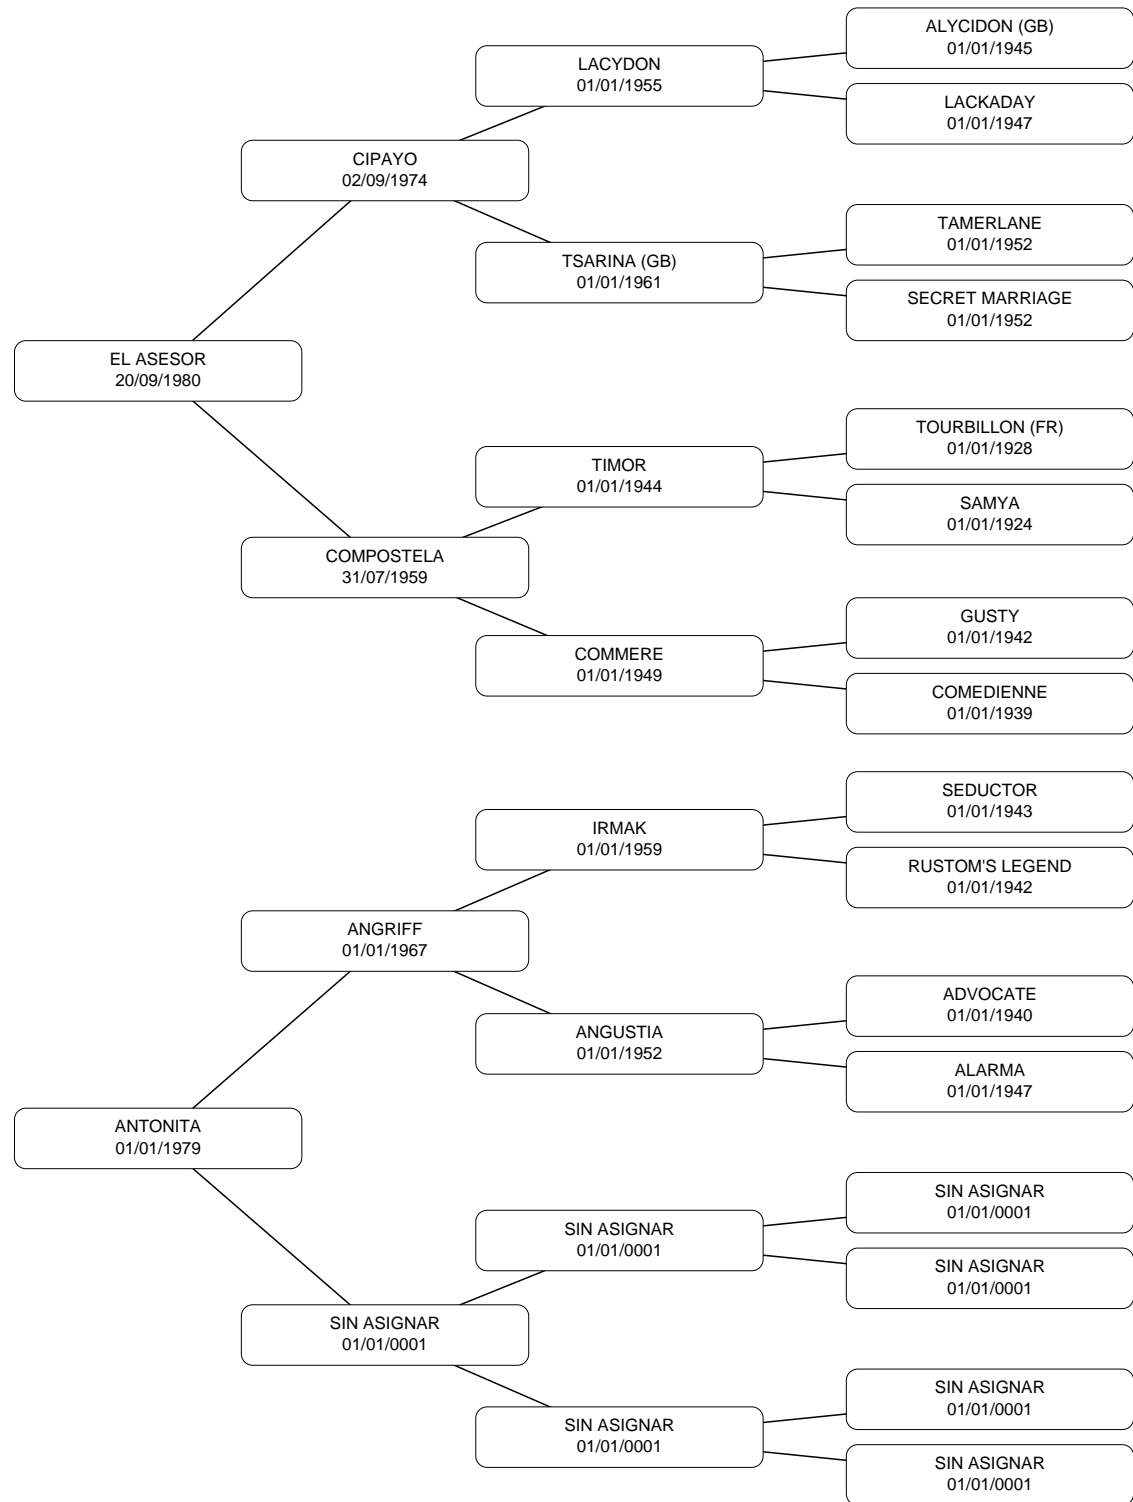 ALYCIDON (GB)
01/01/1945
LACYDON
01/01/1955
LACKADAY
01/01/1947
CIPAYO
02/09/1974
TAMERLANE
01/01/1952
TSARINA (GB)
01/01/1961
SECRET MARRIAGE
01/01/1952
EL ASESOR
20/09/1980
TOURBILLON (FR)
01/01/1928
TIMOR
01/01/1944
SAMYA
01/01/1924
COMPOSTELA
31/07/1959
GUSTY
01/01/1942
COMMERE
01/01/1949
COMEDIENNE
01/01/1939
SEDUCTOR
01/01/1943
IRMAK
01/01/1959
RUSTOM'S LEGEND
01/01/1942
ANGRIFF
01/01/1967
ADVOCATE
01/01/1940
ANGUSTIA
01/01/1952
ALARMA
01/01/1947
ANTONITA
01/01/1979
SIN ASIGNAR
01/01/0001
SIN ASIGNAR
01/01/0001
SIN ASIGNAR
01/01/0001
SIN ASIGNAR
01/01/0001
SIN ASIGNAR
01/01/0001
SIN ASIGNAR
01/01/0001
SIN ASIGNAR
01/01/0001